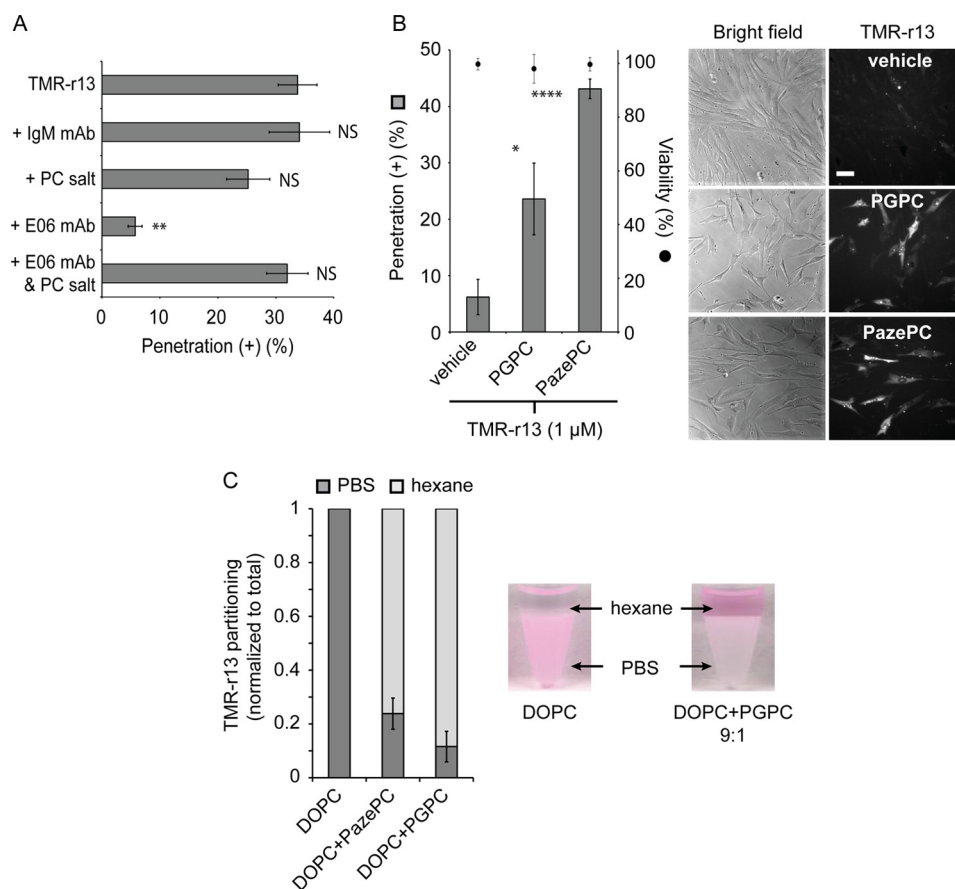 A
TMR-r13
+ IgM mAb
NS
+ PC salt
NS
+ E06 mAb
**
+ E06 mAb
& PC salt
NS
0
10
20
30
40
Penetration (+) (%)
B
Penetration (+) (%)
50
40
30
20
10
0
****
*
100
80
60
40
20
0
Viability (%)
vehicle
PGPC
PazePC
TMR-r13 (1 µM)
Bright field
TMR-r13
vehicle
PGPC
PazePC
C
PBS
hexane
TMR-r13 partitioning
(normalized to total)
1
0.8
0.6
0.4
0.2
0
DOPC
DOPC+PazePC
DOPC+PGPC
hexane
PBS
DOPC
DOPC+PGPC
9:1